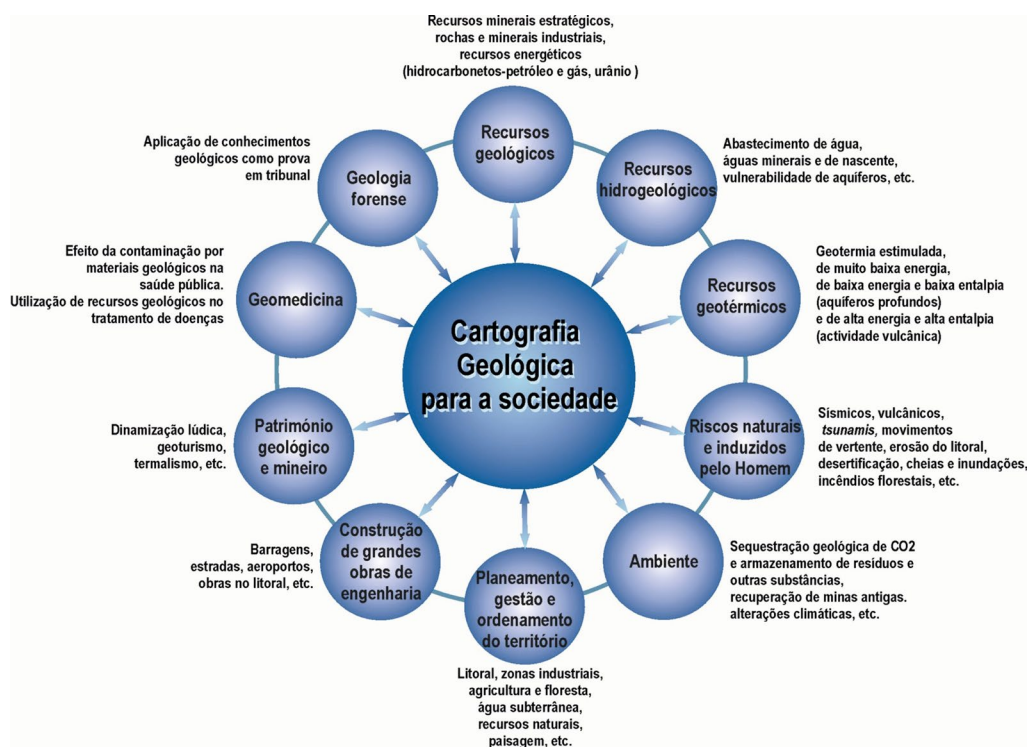 Recursos minerais estratégicos,
rochas e minerais industriais,
recursos energéticos
(hidrocarbonetos-petróleo e gás, urânio )
Recursos
geológicos
Aplicação de conhecimentos
geológicos como prova
em tribunal
Geologia
forense
Recursos
hidrogeológicos
Abastecimento de água,
águas minerais e de nascente,
vulnerabilidade de aquíferos, etc.
Efeito da contaminação por
materiais geológicos na
saúde pública.
Utilização de recursos geológicos no
tratamento de doenças
Geomedicina
Recursos
geotérmicos
Geotermia estimulada,
de muito baixa energia,
de baixa energia e baixa entalpia
(aquíferos profundos)
e de alta energia e alta entalpia
(actividade vulcânica)
Cartografia
Geológica
para a sociedade
Dinamização lúdica,
geoturismo,
termalismo, etc.
Património
geológico
e mineiro
Riscos naturais
e induzidos
pelo Homem
Sísmicos, vulcânicos,
tsunamis, movimentos
de vertente, erosão do litoral,
desertificação, cheias e inundações,
incêndios florestais, etc.
Barragens,
estradas, aeroportos,
obras no litoral, etc.
Construção
de grandes
obras de
engenharia
Planeamento,
gestão e
ordenamento
do território
Litoral, zonas industriais,
agricultura e floresta,
água subterrânea,
recursos naturais,
paisagem, etc.
Ambiente
Sequestração geológica de CO2
e armazenamento de resíduos e
outras substâncias,
recuperação de minas antigas.
alterações climáticas, etc.